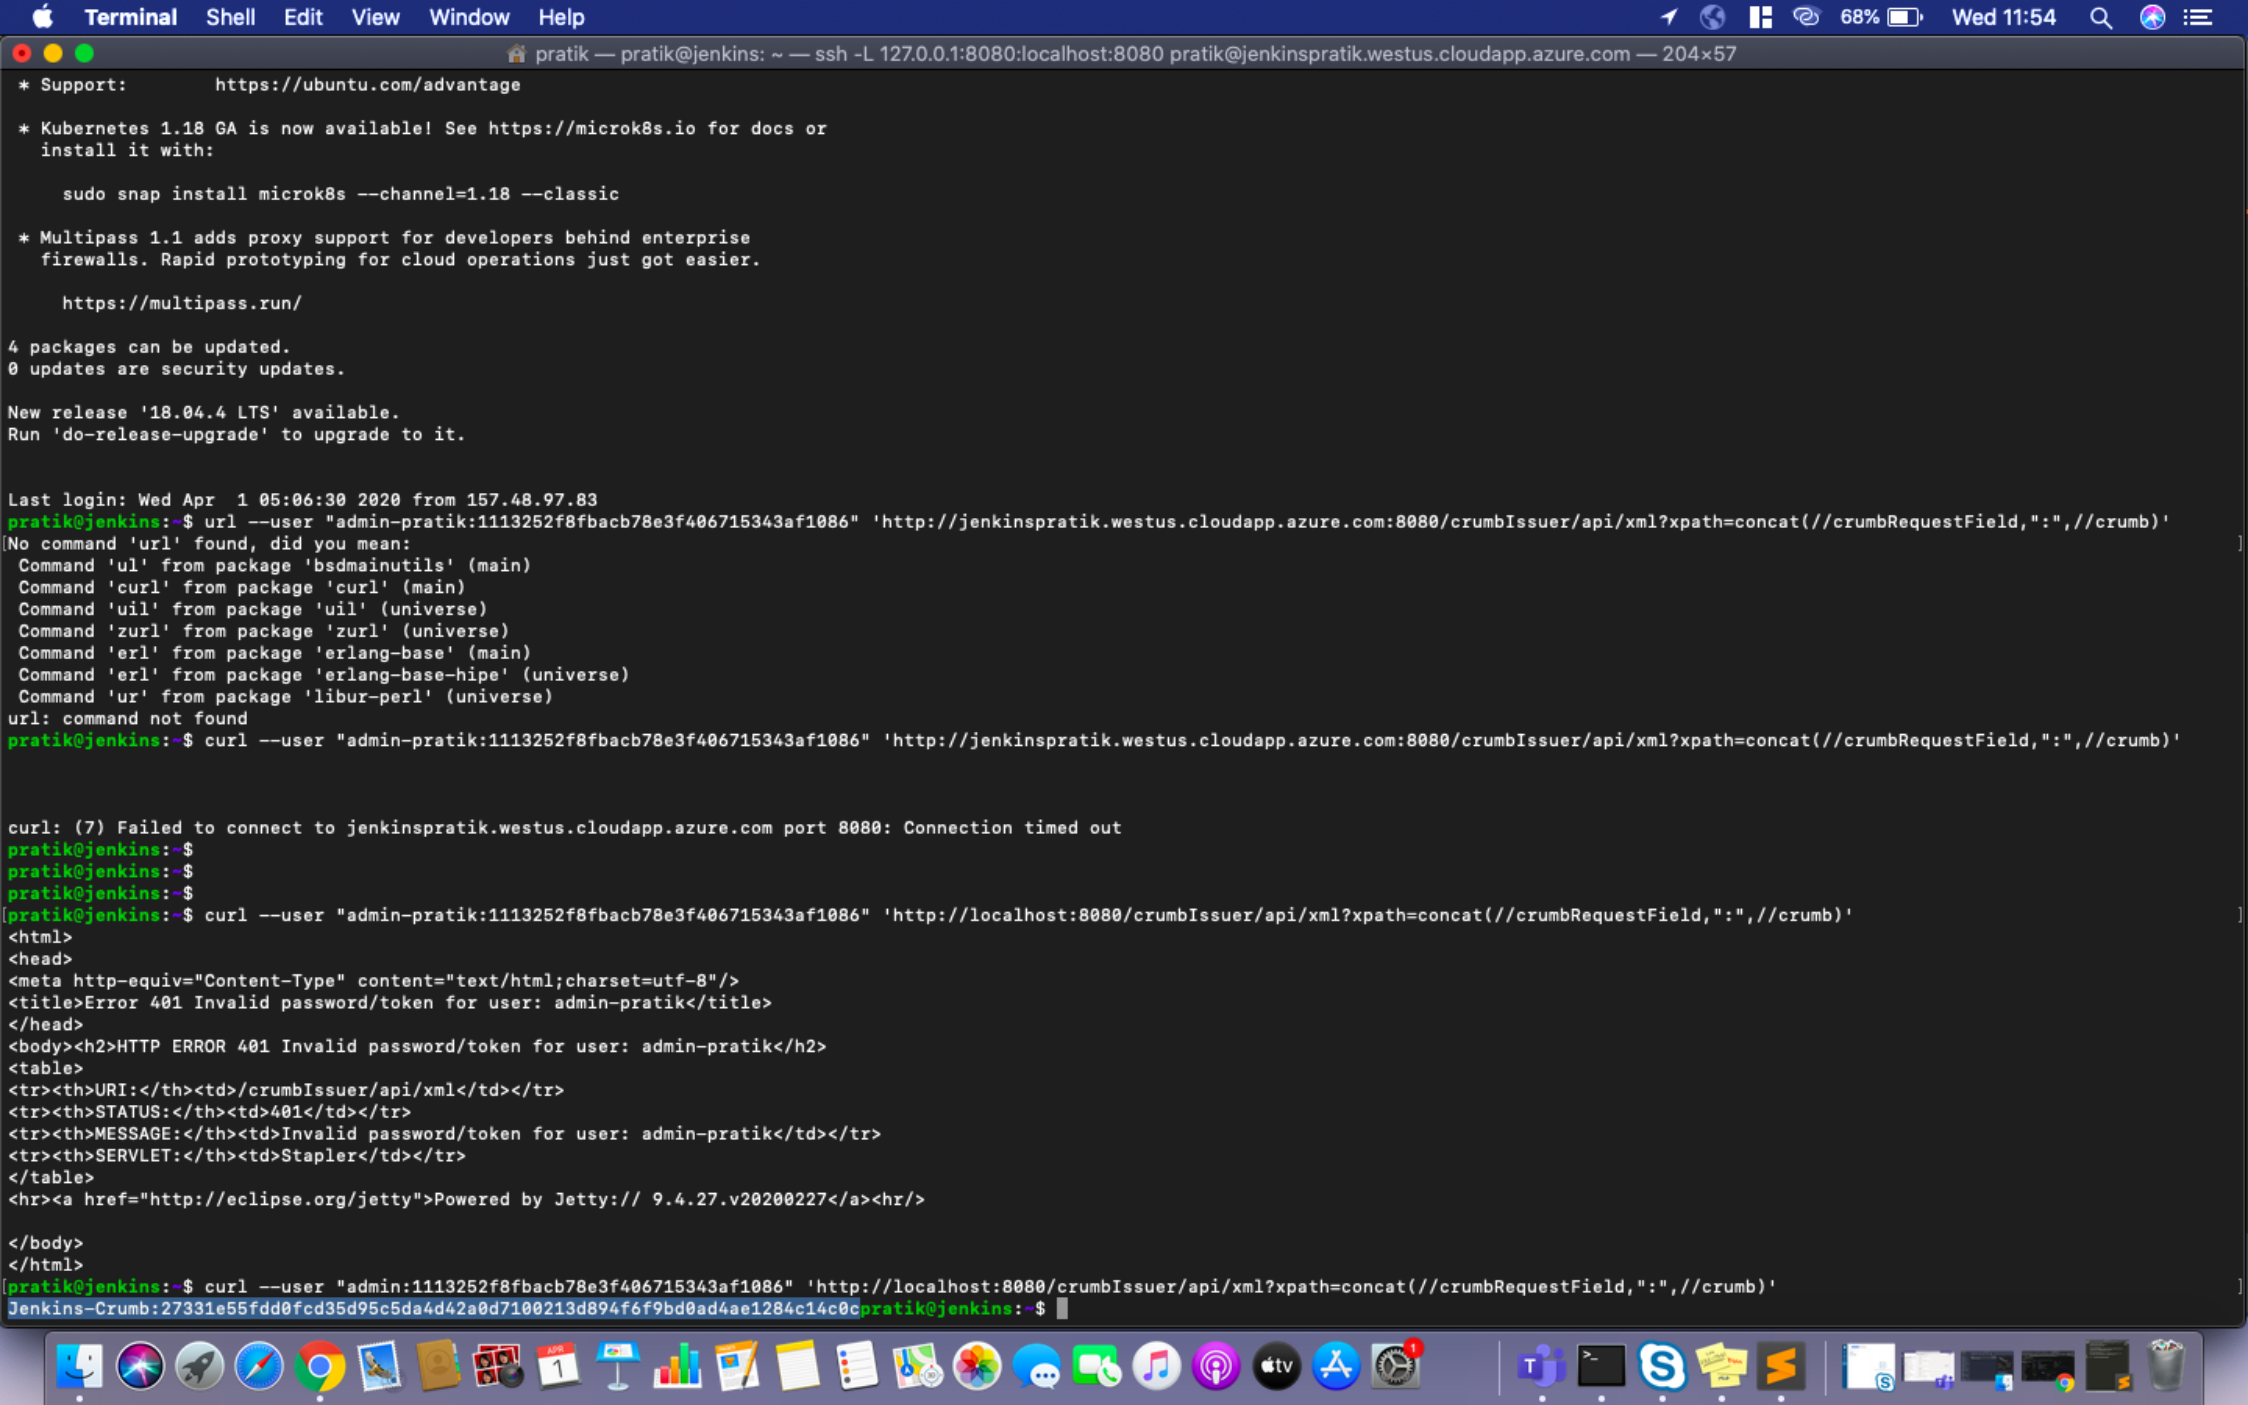 Terminal Shell Edit View Window Help 68% Wed 11:54
pratik — pratik@jenkins: ~ — ssh -L 127.0.0.1:8080:localhost:8080 pratik@jenkinspratik.westus.cloudapp.azure.com — 204×57
* Support: https://ubuntu.com/advantage
* Kubernetes 1.18 GA is now available! See https://microk8s.io for docs or
install it with:
sudo snap install microk8s --channel=1.18 --classic
* Multipass 1.1 adds proxy support for developers behind enterprise
firewalls. Rapid prototyping for cloud operations just got easier.
https://multipass.run/
4 packages can be updated.
0 updates are security updates.
New release '18.04.4 LTS' available.
Run 'do-release-upgrade' to upgrade to it.
Last login: Wed Apr  1 05:06:30 2020 from 157.48.97.83
pratik@jenkins:~$ url --user "admin-pratik:1113252f8fbacb78e3f406715343af1086" 'http://jenkinspratik.westus.cloudapp.azure.com:8080/crumbIssuer/api/xml?xpath=concat(//crumbRequestField,":",//crumb)'
[No command 'url' found, did you mean: ]
Command 'ul' from package 'bsdmainutils' (main)
Command 'curl' from package 'curl' (main)
Command 'uil' from package 'uil' (universe)
Command 'zurl' from package 'zurl' (universe)
Command 'erl' from package 'erlang-base' (main)
Command 'erl' from package 'erlang-base-hipe' (universe)
Command 'ur' from package 'libur-perl' (universe)
url: command not found
pratik@jenkins:~$ curl --user "admin-pratik:1113252f8fbacb78e3f406715343af1086" 'http://jenkinspratik.westus.cloudapp.azure.com:8080/crumbIssuer/api/xml?xpath=concat(//crumbRequestField,":",//crumb)'
curl: (7) Failed to connect to jenkinspratik.westus.cloudapp.azure.com port 8080: Connection timed out
pratik@jenkins:~$
pratik@jenkins:~$
pratik@jenkins:~$
[pratik@jenkins:~$ curl --user "admin-pratik:1113252f8fbacb78e3f406715343af1086" 'http://localhost:8080/crumbIssuer/api/xml?xpath=concat(//crumbRequestField,":",//crumb)' ]
<html>
<head>
<meta http-equiv="Content-Type" content="text/html;charset=utf-8"/>
<title>Error 401 Invalid password/token for user: admin-pratik</title>
</head>
<body><h2>HTTP ERROR 401 Invalid password/token for user: admin-pratik</h2>
<table>
<tr><th>URI:</th><td>/crumbIssuer/api/xml</td></tr>
<tr><th>STATUS:</th><td>401</td></tr>
<tr><th>MESSAGE:</th><td>Invalid password/token for user: admin-pratik</td></tr>
<tr><th>SERVLET:</th><td>Stapler</td></tr>
</table>
<hr><a href="http://eclipse.org/jetty">Powered by Jetty:// 9.4.27.v20200227</a><hr/>
</body>
</html>
[pratik@jenkins:~$ curl --user "admin:1113252f8fbacb78e3f406715343af1086" 'http://localhost:8080/crumbIssuer/api/xml?xpath=concat(//crumbRequestField,":",//crumb)' ]
Jenkins-Crumb:27331e55fdd0fcd35d95c5da4d42a0d7100213d894f6f9bd0ad4ae1284c14c0cpratik@jenkins:~$
APR
1
tv
1